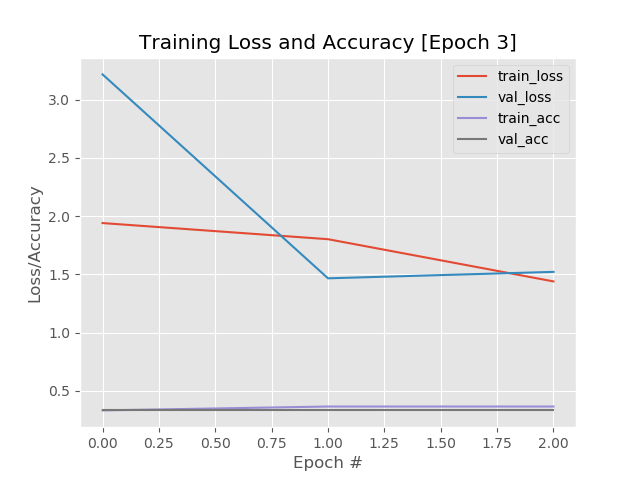 Training Loss and Accuracy [Epoch 3]
train_loss
val_loss
train_acc
val_acc
Loss/Accuracy
3.0
2.5
2.0
1.5
1.0
0.5
0.00 0.25 0.50 0.75 1.00 1.25 1.50 1.75 2.00
Epoch #